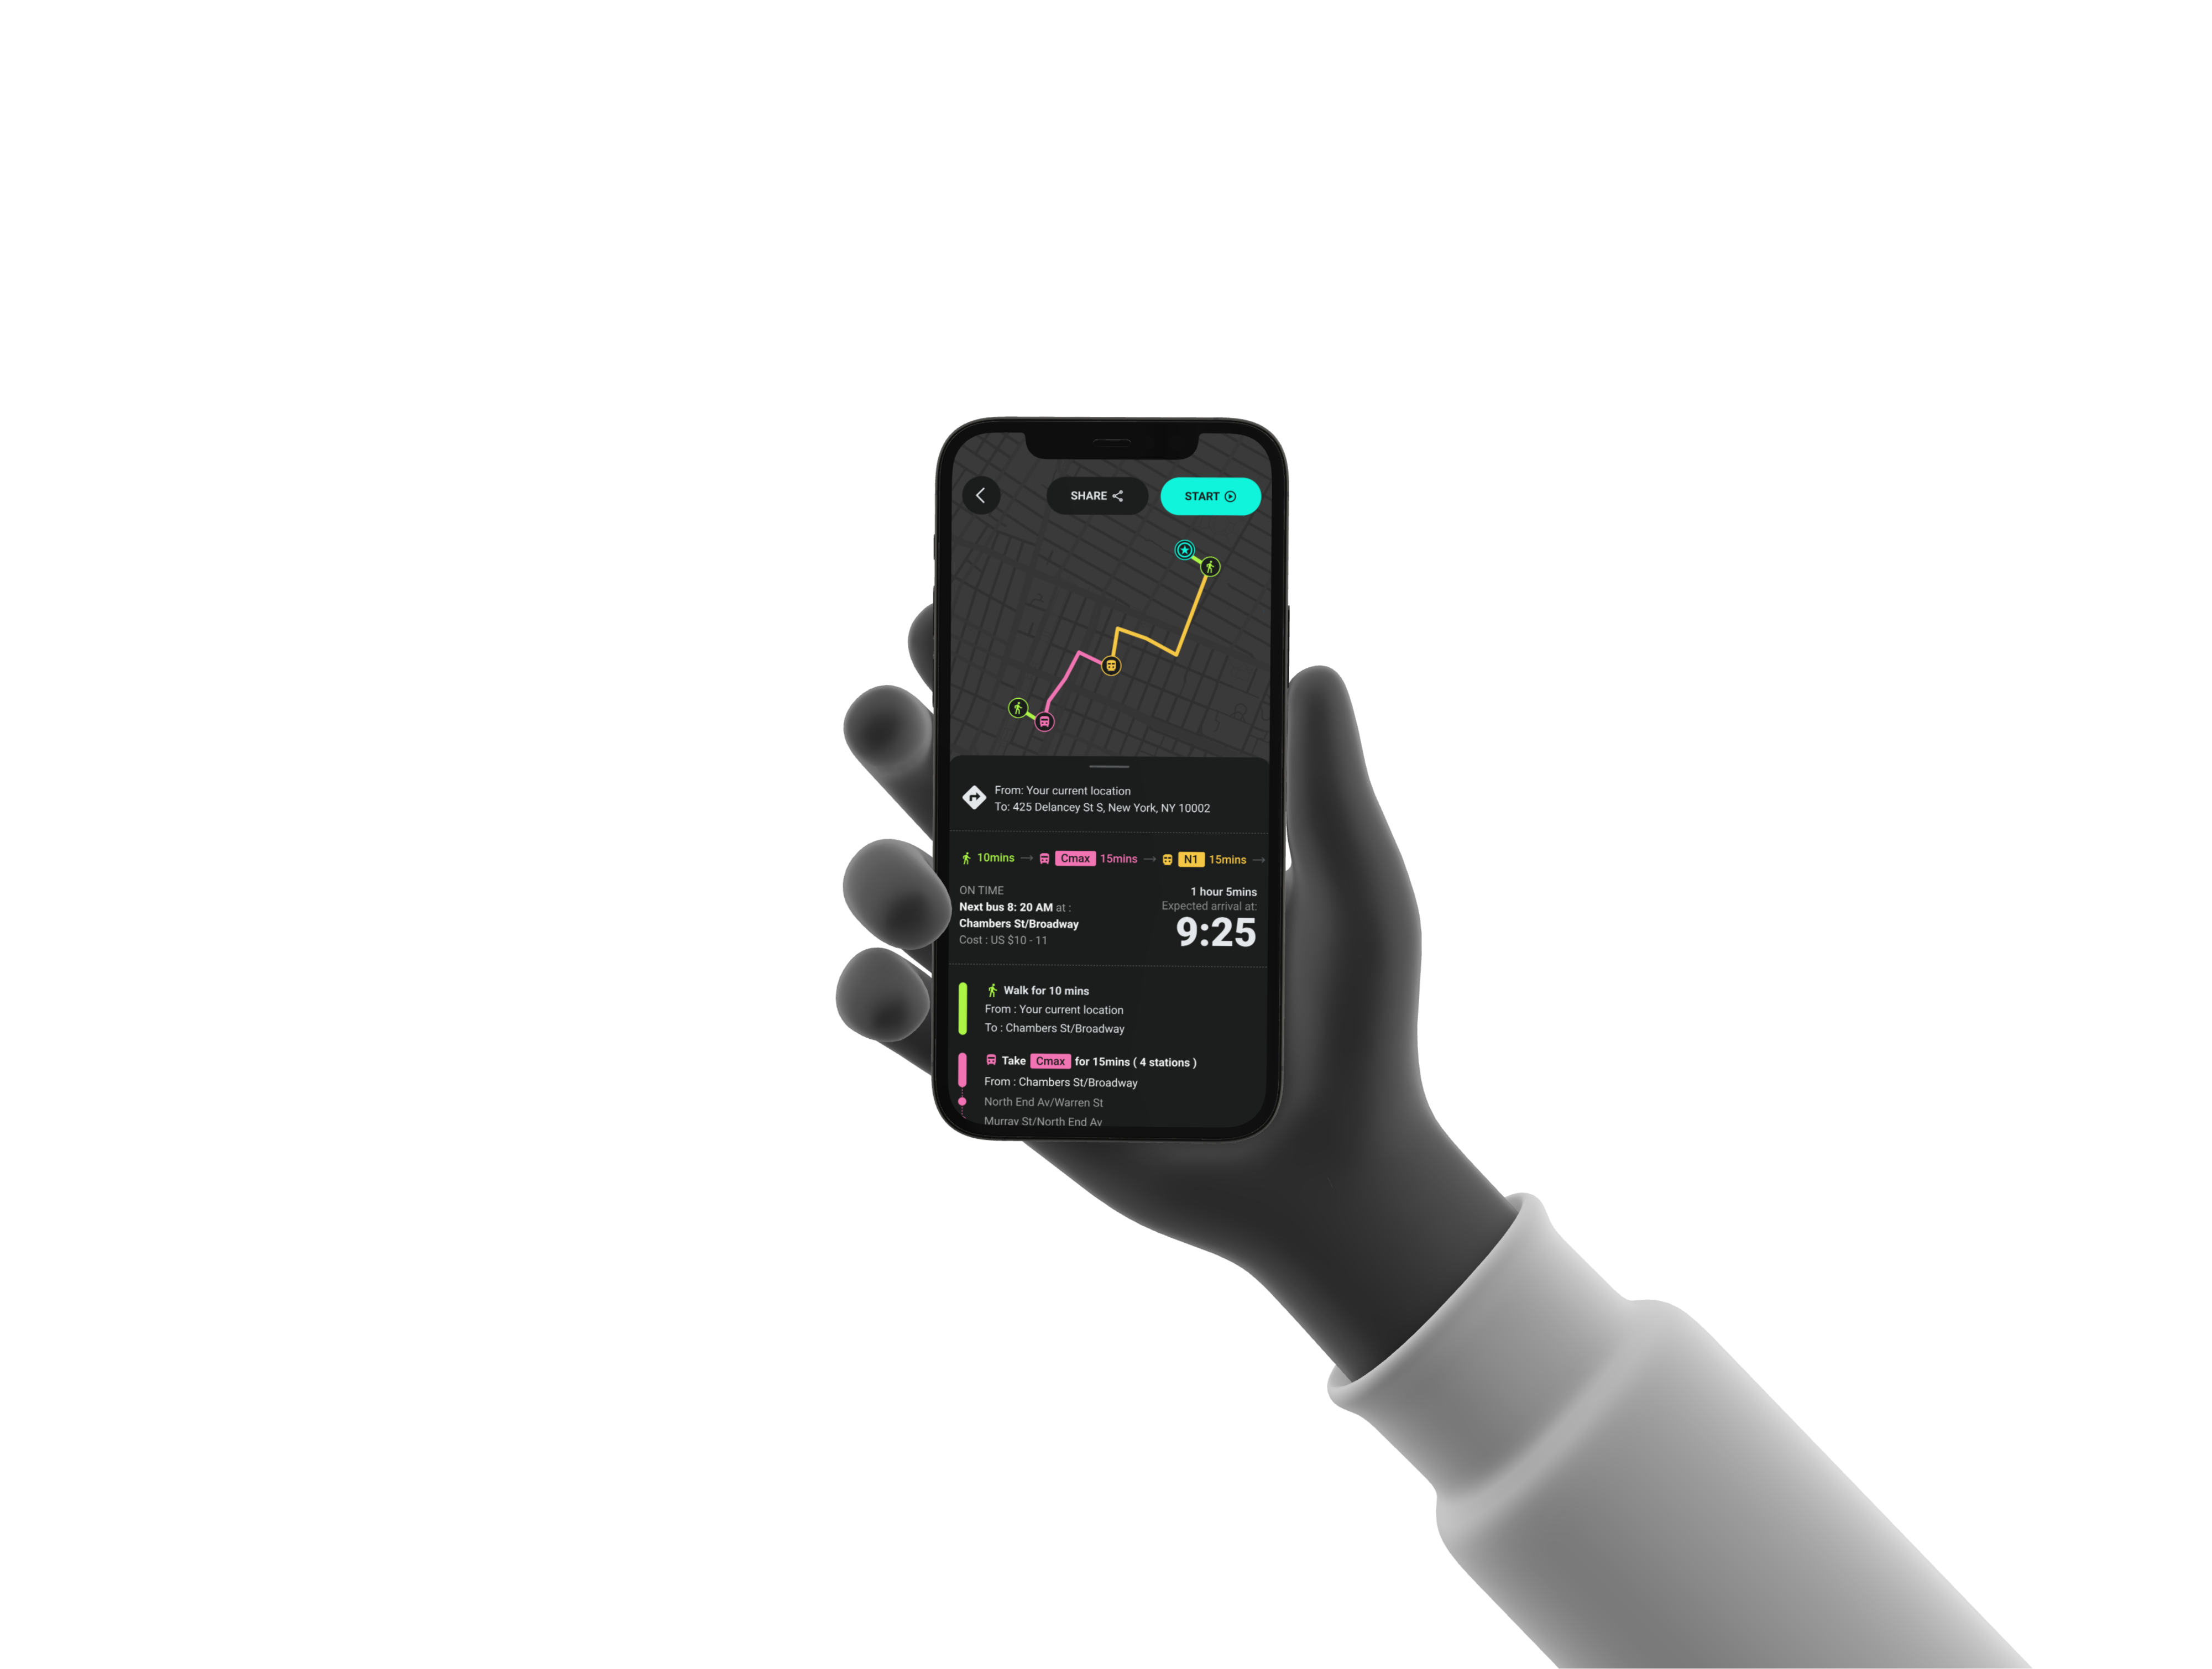 SHARE
START
From: Your current location
To: 425 Delancey St S, New York, NY 10002
10mins → Cmax 15mins → N1 15mins →
ON TIME
Next bus 8: 20 AM at :
Chambers St/Broadway
Cost : US $10 - 11
1 hour 5mins
Expected arrival at:
9:25
Walk for 10 mins
From : Your current location
To : Chambers St/Broadway
Take Cmax for 15mins ( 4 stations )
From : Chambers St/Broadway
North End Av/Warren St
Murray St/North End Av